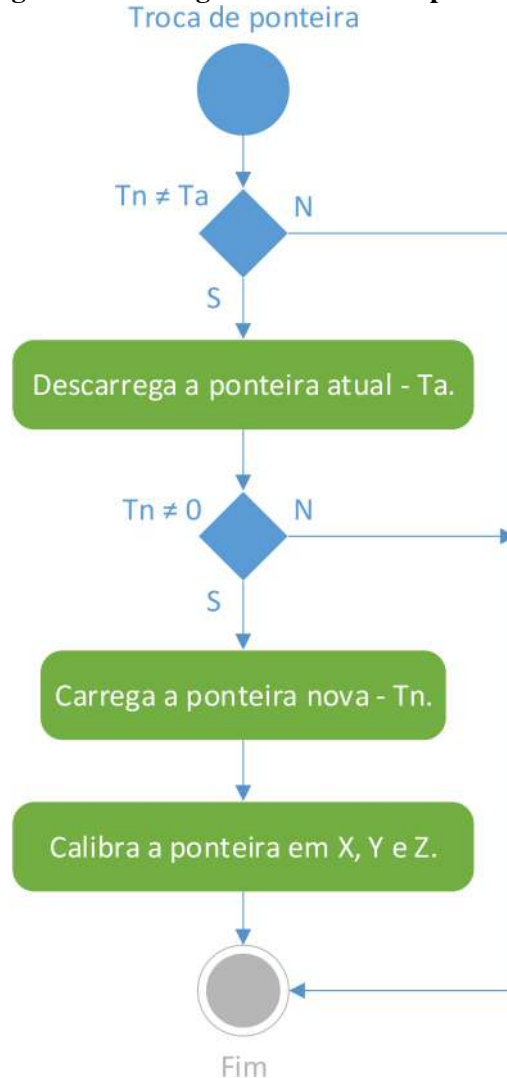 Troca de ponteira
Tn ≠ Ta
N
S
Descarrega a ponteira atual - Ta.
Tn ≠ 0
N
S
Carrega a ponteira nova - Tn.
Calibra a ponteira em X, Y e Z.
Fim